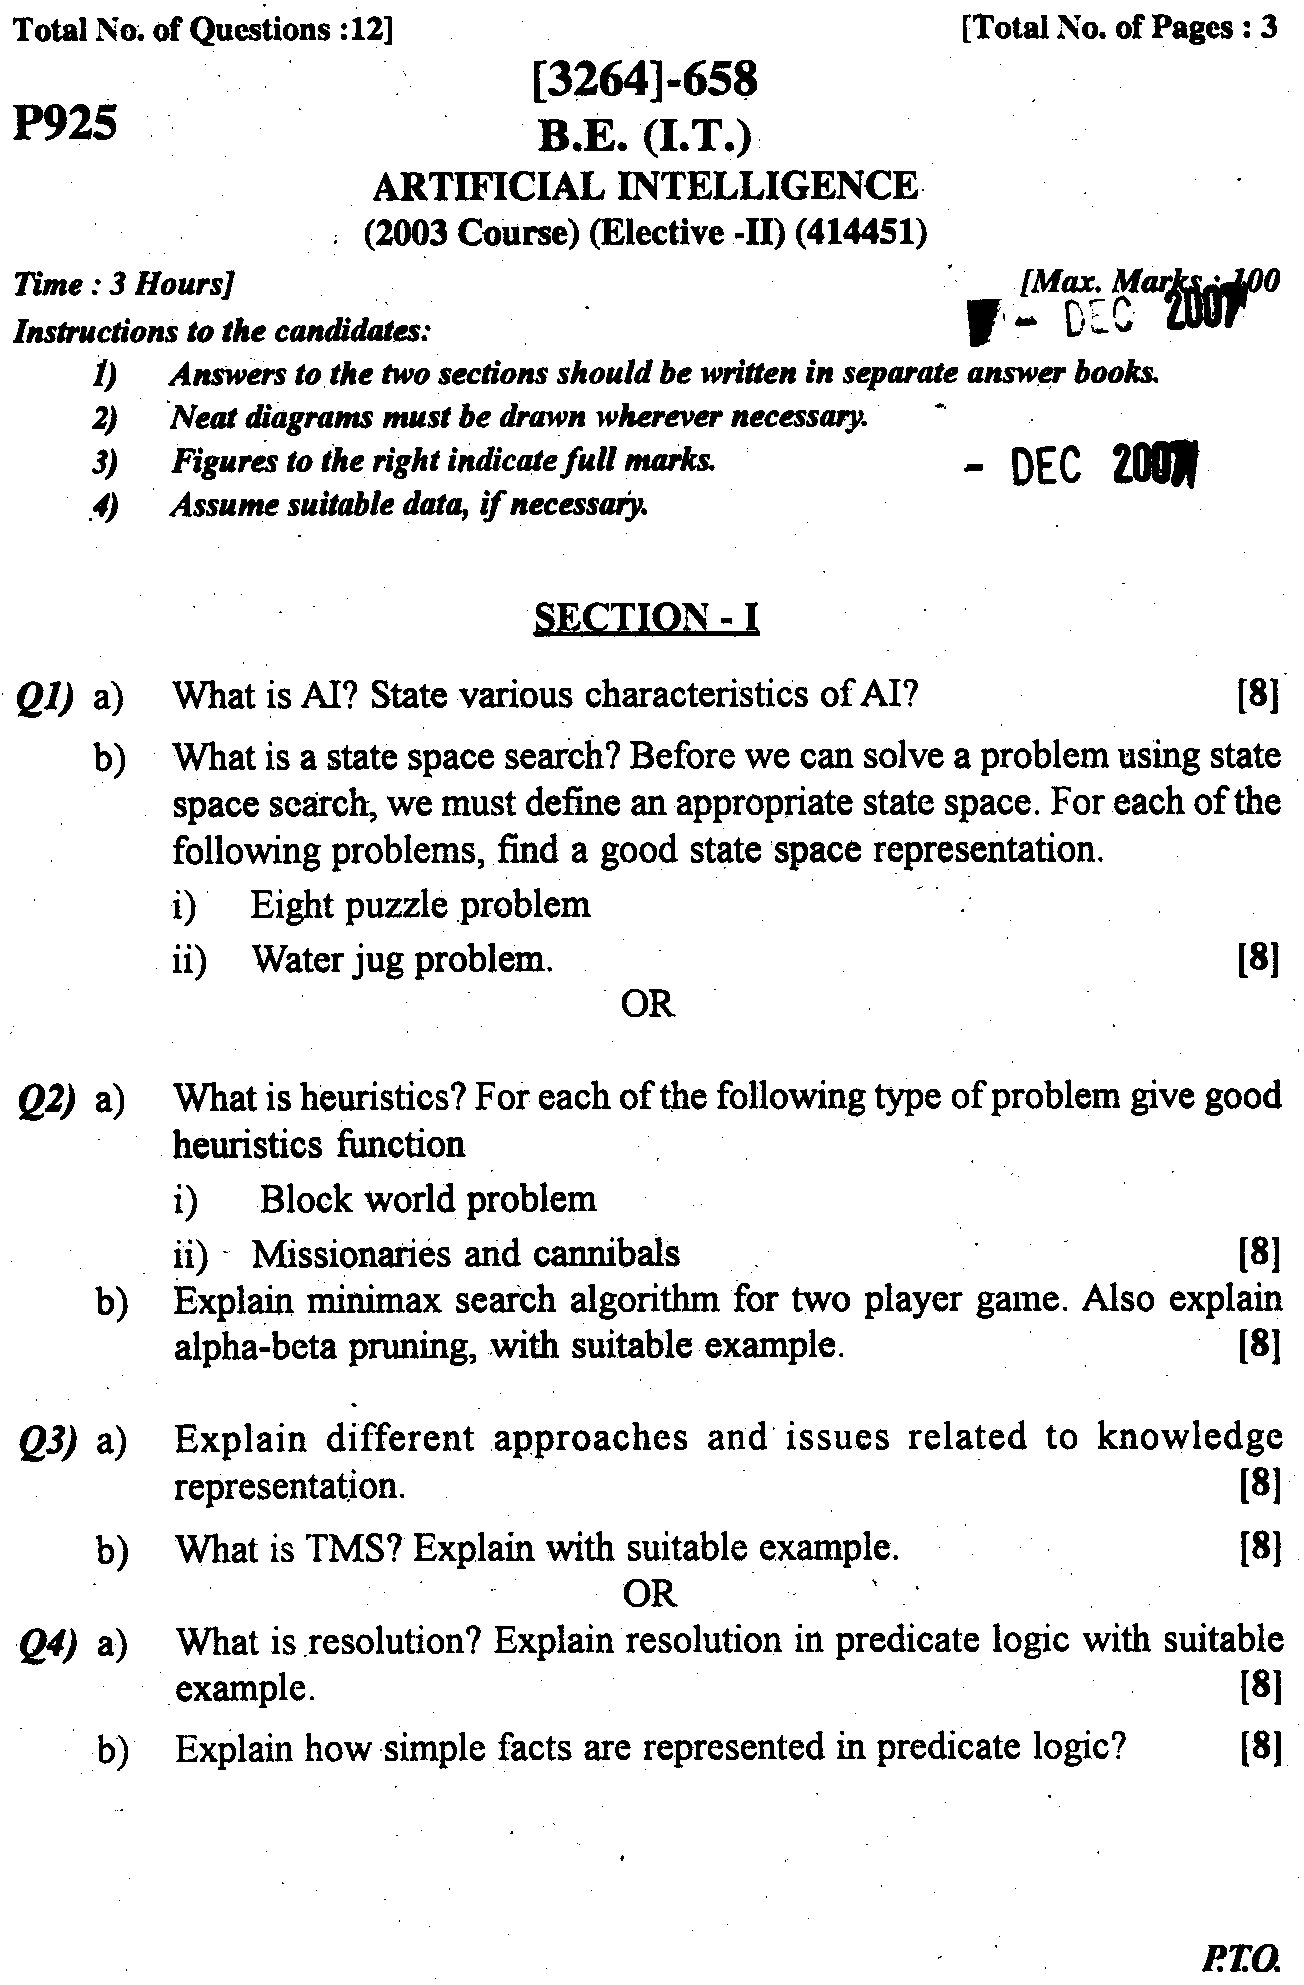 Total No. of Questions :12]
[Total No. of Pages : 3
[3264]-658
P925
B.E. (I.T.)
ARTIFICIAL INTELLIGENCE
(2003 Course) (Elective -II) (414451)
Time : 3 Hours]
[Max. Marks : 100
- DEC 2007
Instructions to the candidates:
1) Answers to the two sections should be written in separate answer books.
2) Neat diagrams must be drawn wherever necessary.
3) Figures to the right indicate full marks.
- DEC 2007
4) Assume suitable data, if necessary.
SECTION - I
Q1) a) What is AI? State various characteristics of AI? [8]
b) What is a state space search? Before we can solve a problem using state
space search, we must define an appropriate state space. For each of the
following problems, find a good state space representation.
i) Eight puzzle problem
ii) Water jug problem. [8]
OR
Q2) a) What is heuristics? For each of the following type of problem give good
heuristics function
i) Block world problem
ii) Missionaries and cannibals [8]
b) Explain minimax search algorithm for two player game. Also explain
alpha-beta pruning, with suitable example. [8]
Q3) a) Explain different approaches and issues related to knowledge
representation. [8]
b) What is TMS? Explain with suitable example. [8]
OR
Q4) a) What is resolution? Explain resolution in predicate logic with suitable
example. [8]
b) Explain how simple facts are represented in predicate logic? [8]
P.T.O.